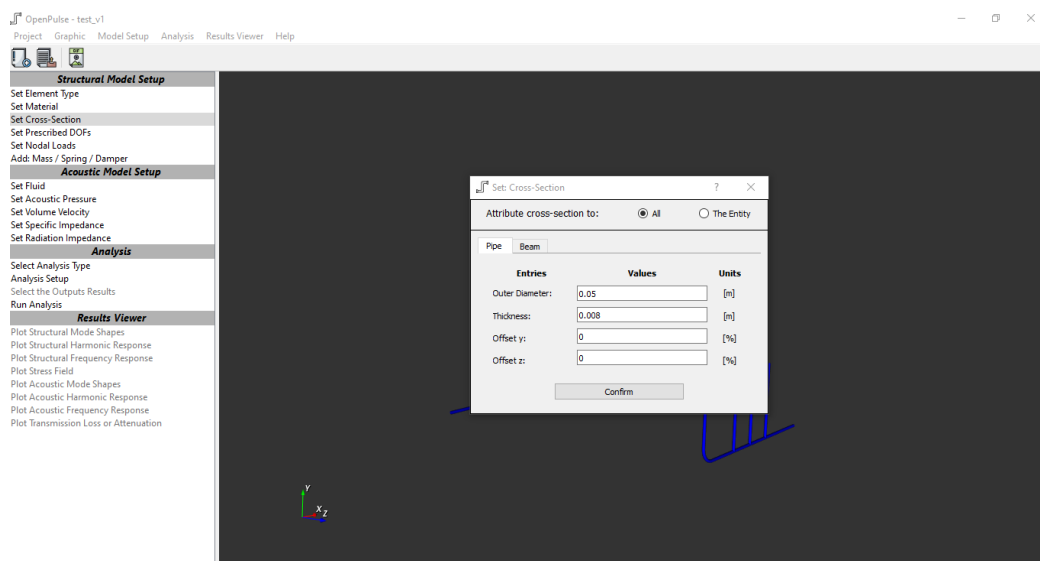 OpenPulse - test_v1
Project Graphic Model Setup Analysis Results Viewer Help
Structural Model Setup
Set Element Type
Set Material
Set Cross-Section
Set Prescribed DOFs
Set Nodal Loads
Add: Mass / Spring / Damper
Acoustic Model Setup
Set Fluid
Set Acoustic Pressure
Set Volume Velocity
Set Specific Impedance
Set Radiation Impedance
Analysis
Select Analysis Type
Analysis Setup
Select the Outputs Results
Run Analysis
Results Viewer
Plot Structural Mode Shapes
Plot Structural Harmonic Response
Plot Structural Frequency Response
Plot Stress Field
Plot Acoustic Mode Shapes
Plot Acoustic Harmonic Response
Plot Acoustic Frequency Response
Plot Transmission Loss or Attenuation
Set: Cross-Section ?
Attribute cross-section to: All The Entity
Pipe Beam
Entries Values Units
Outer Diameter: 0.05 [m]
Thickness: 0.008 [m]
Offset y: 0 [%]
Offset z: 0 [%]
Confirm
Y
X
Z